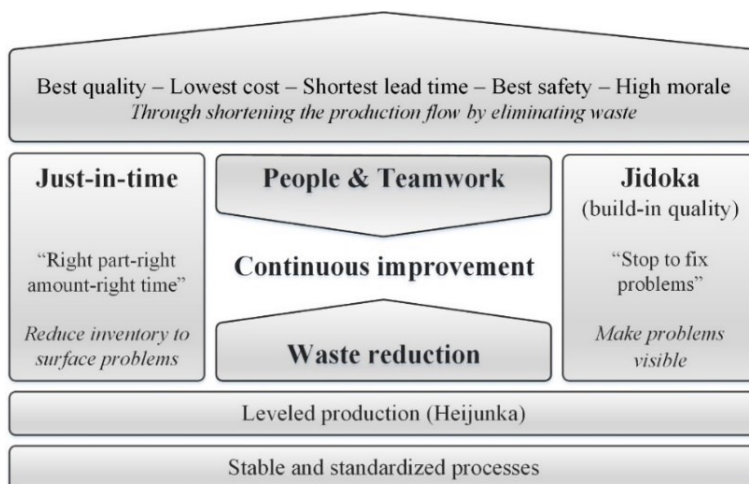 Best quality – Lowest cost – Shortest lead time – Best safety – High morale
Through shortening the production flow by eliminating waste
Just-in-time
“Right part-right
amount-right time”
Reduce inventory to
surface problems
People & Teamwork
Continuous improvement
Waste reduction
Jidoka
(build-in quality)
“Stop to fix
problems”
Make problems
visible
Leveled production (Heijunka)
Stable and standardized processes